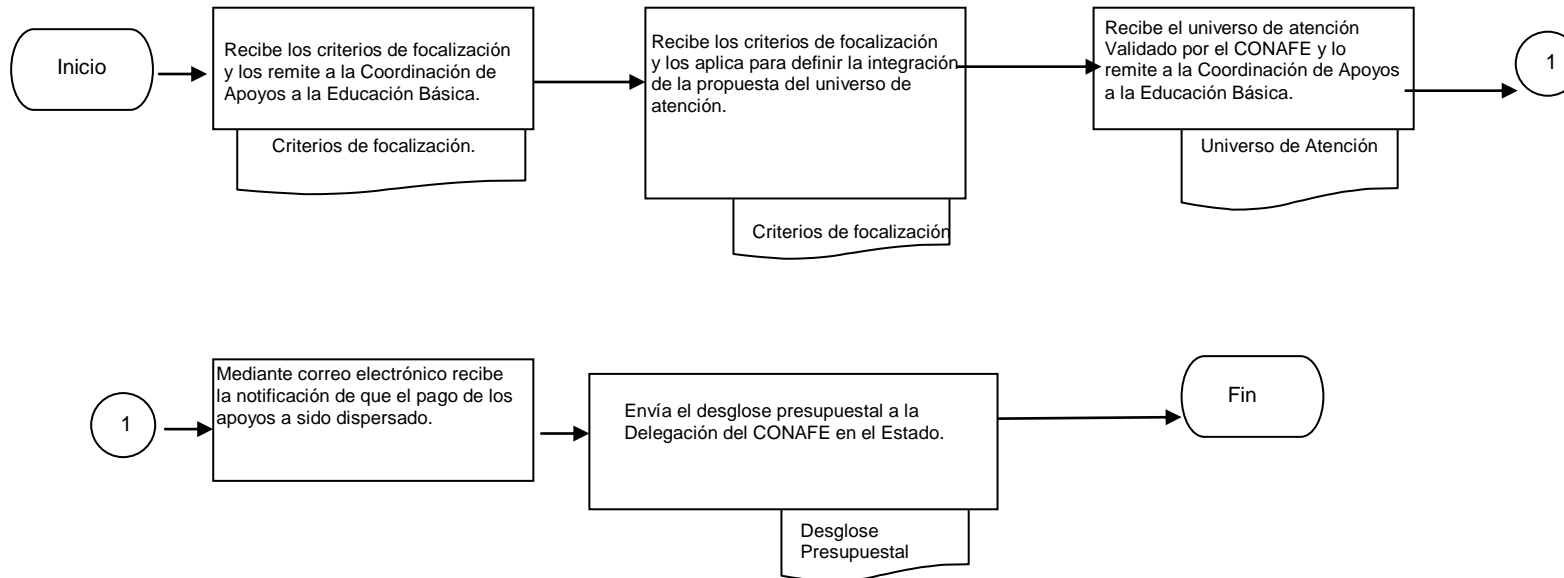 Inicio
Recibe los criterios de focalización
y los remite a la Coordinación de
Apoyos a la Educación Básica.
Criterios de focalización.
Recibe los criterios de focalización
y los aplica para definir la integración
de la propuesta del universo de
atención.
Criterios de focalización
Recibe el universo de atención
Validado por el CONAFE y lo
remite a la Coordinación de Apoyos
a la Educación Básica.
Universo de Atención
1
1
Mediante correo electrónico recibe
la notificación de que el pago de los
apoyos a sido dispersado.
Envía el desglose presupuestal a la
Delegación del CONAFE en el Estado.
Desglose
Presupuestal
Fin